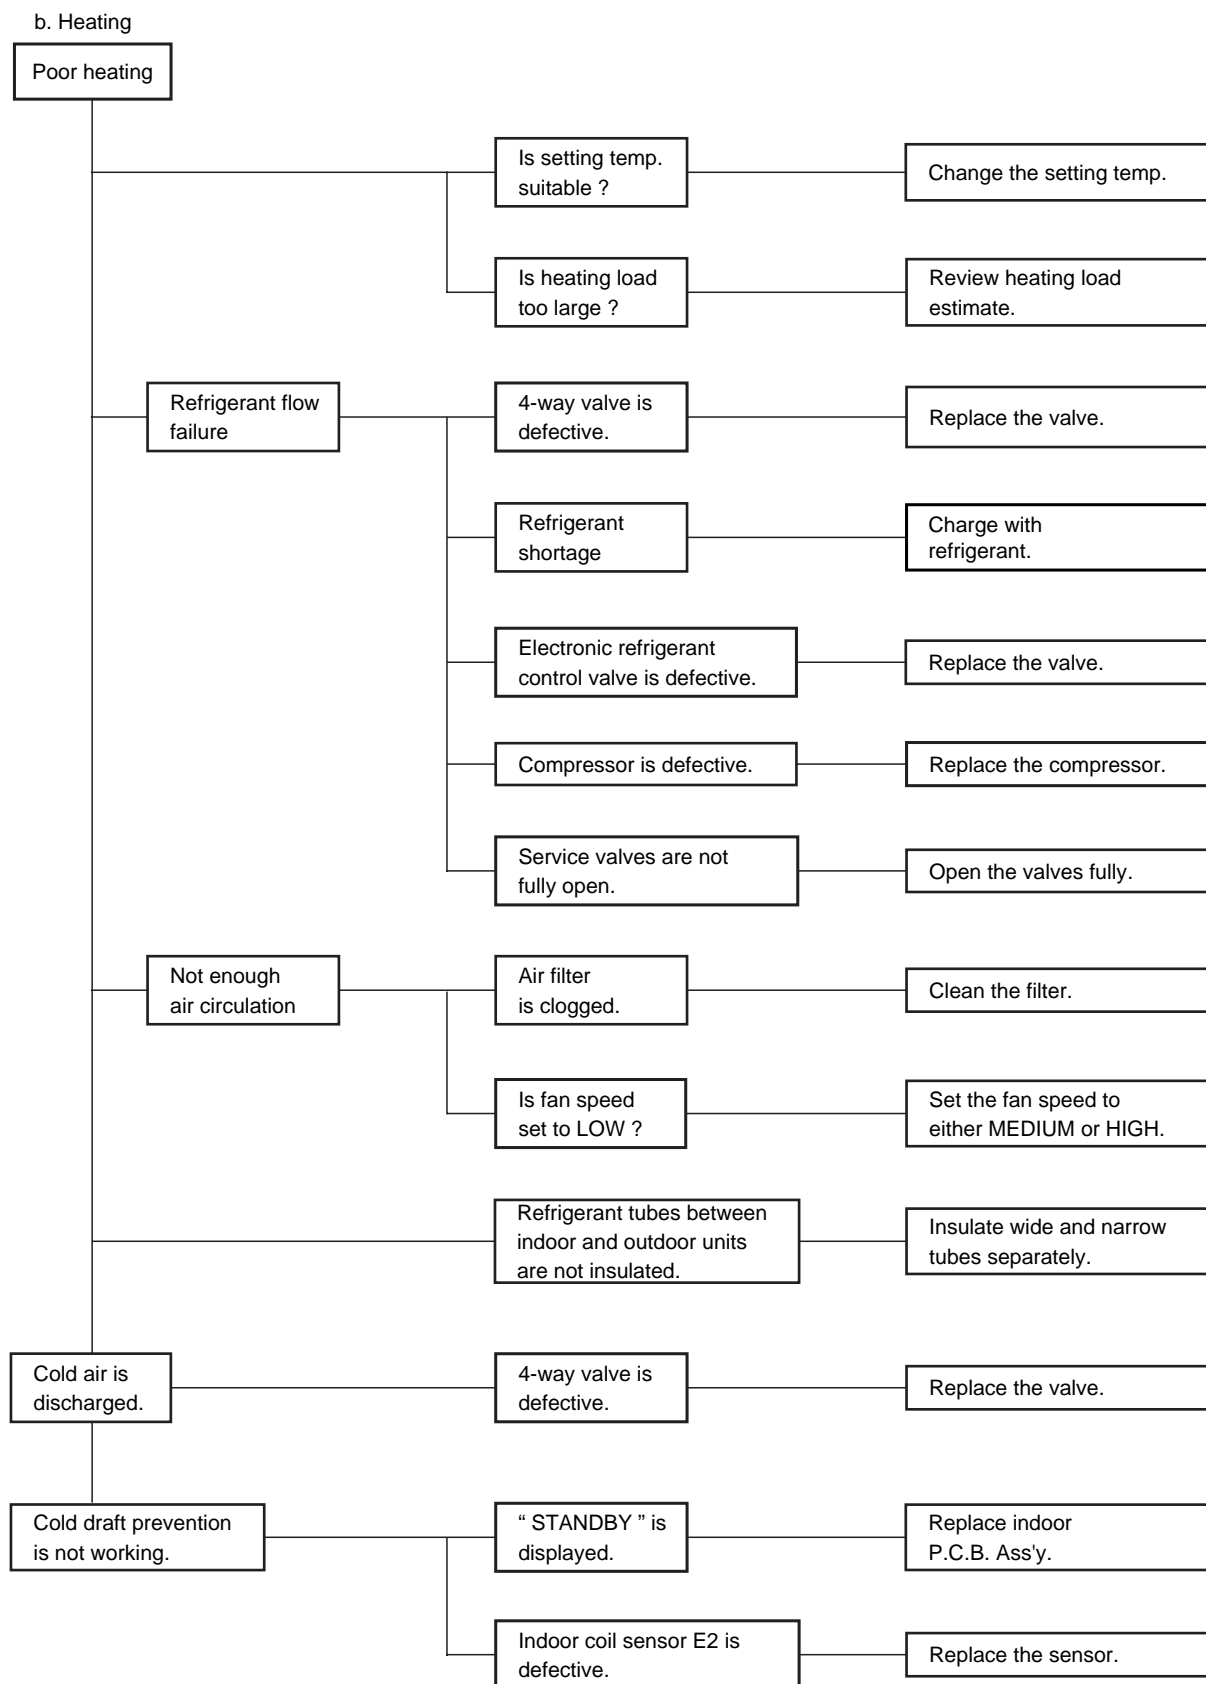 b. Heating
Poor heating
Is setting temp.
suitable ?
Change the setting temp.
Is heating load
too large ?
Review heating load
estimate.
Refrigerant flow
failure
4-way valve is
defective.
Replace the valve.
Refrigerant
shortage
Charge with
refrigerant.
Electronic refrigerant
control valve is defective.
Replace the valve.
Compressor is defective.
Replace the compressor.
Service valves are not
fully open.
Open the valves fully.
Not enough
air circulation
Air filter
is clogged.
Clean the filter.
Is fan speed
set to LOW ?
Set the fan speed to
either MEDIUM or HIGH.
Refrigerant tubes between
indoor and outdoor units
are not insulated.
Insulate wide and narrow
tubes separately.
Cold air is
discharged.
4-way valve is
defective.
Replace the valve.
Cold draft prevention
is not working.
“ STANDBY ” is
displayed.
Replace indoor
P.C.B. Ass'y.
Indoor coil sensor E2 is
defective.
Replace the sensor.